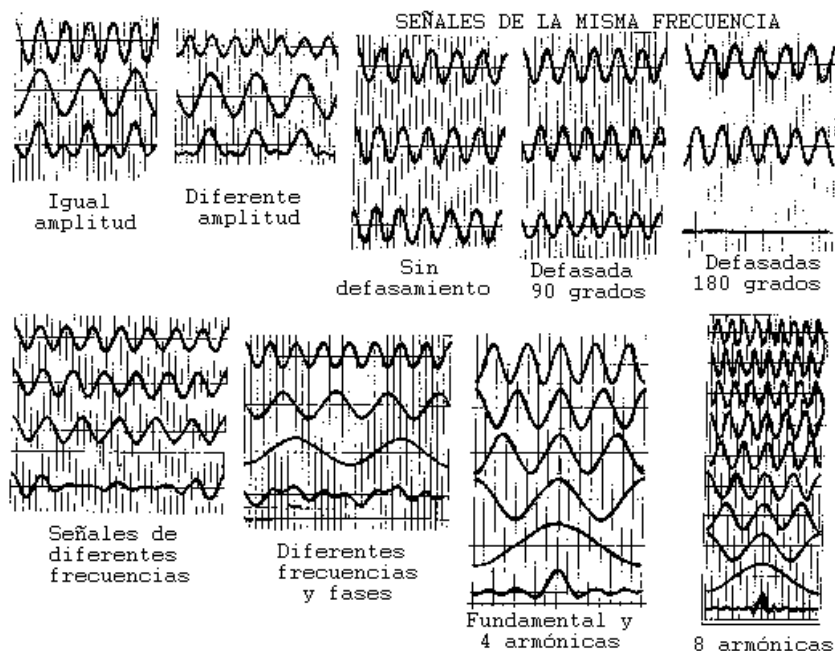 SEÑALES DE LA MISMA FRECUENCIA
Igual
amplitud
Diferente
amplitud
Sin
defasamiento
Defasada
90 grados
Defasadas
180 grados
Señales de
diferentes
frecuencias
Diferentes
frecuencias
y fases
Fundamental y
4 armónicas
8 armónicas